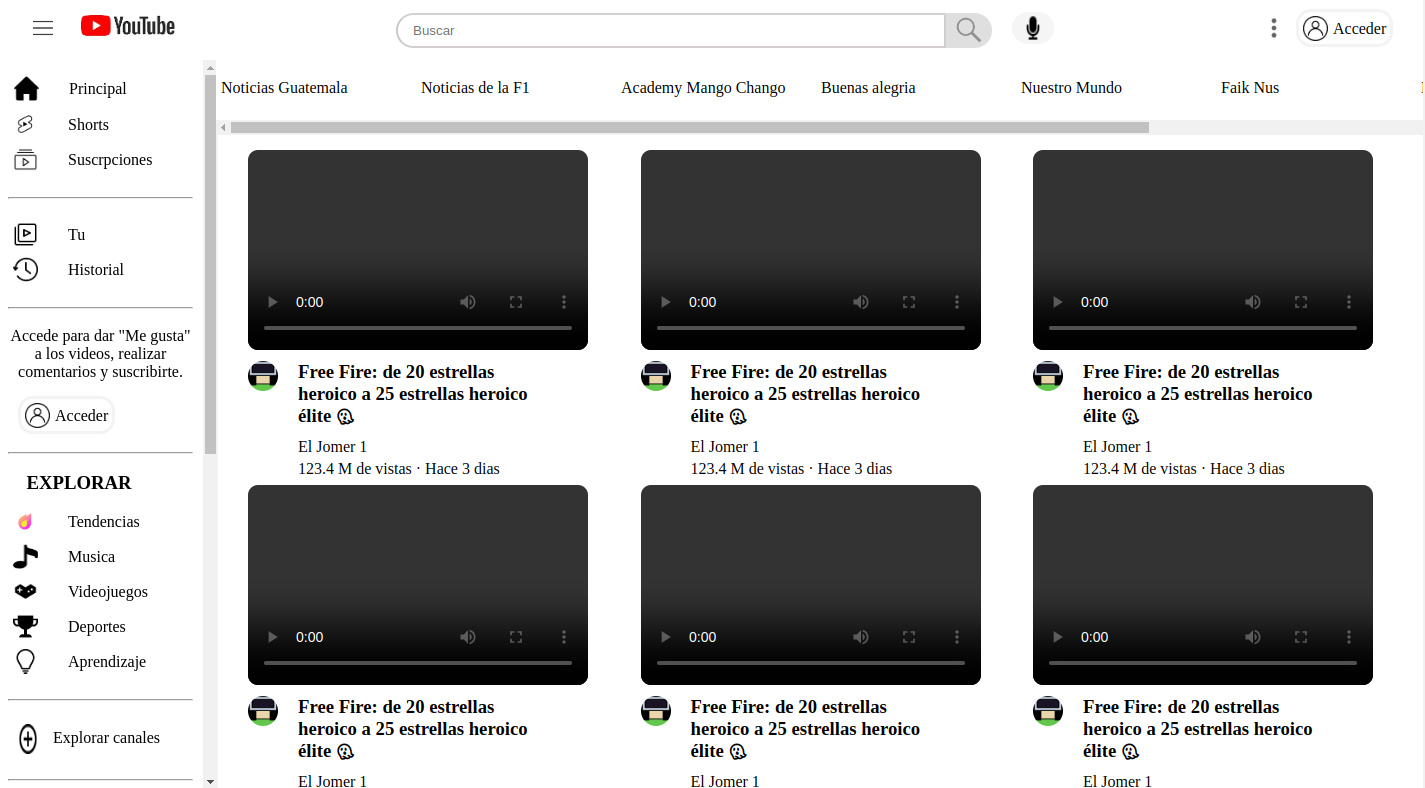 YouTube
Buscar
Acceder
Principal
Shorts
Suscrpciones
Tu
Historial
Accede para dar "Me gusta"
a los videos, realizar
comentarios y suscribirte.
Acceder
EXPLORAR
Tendencias
Musica
Videojuegos
Deportes
Aprendizaje
Explorar canales
Noticias Guatemala
Noticias de la F1
Academy Mango Chango
Buenas alegria
Nuestro Mundo
Faik Nus
0:00
0:00
0:00
Free Fire: de 20 estrellas
heroico a 25 estrellas heroico
élite
El Jomer 1
123.4 M de vistas · Hace 3 dias
Free Fire: de 20 estrellas
heroico a 25 estrellas heroico
élite
El Jomer 1
123.4 M de vistas · Hace 3 dias
Free Fire: de 20 estrellas
heroico a 25 estrellas heroico
élite
El Jomer 1
123.4 M de vistas · Hace 3 dias
0:00
0:00
0:00
Free Fire: de 20 estrellas
heroico a 25 estrellas heroico
élite
El Jomer 1
Free Fire: de 20 estrellas
heroico a 25 estrellas heroico
élite
El Jomer 1
Free Fire: de 20 estrellas
heroico a 25 estrellas heroico
élite
El Jomer 1